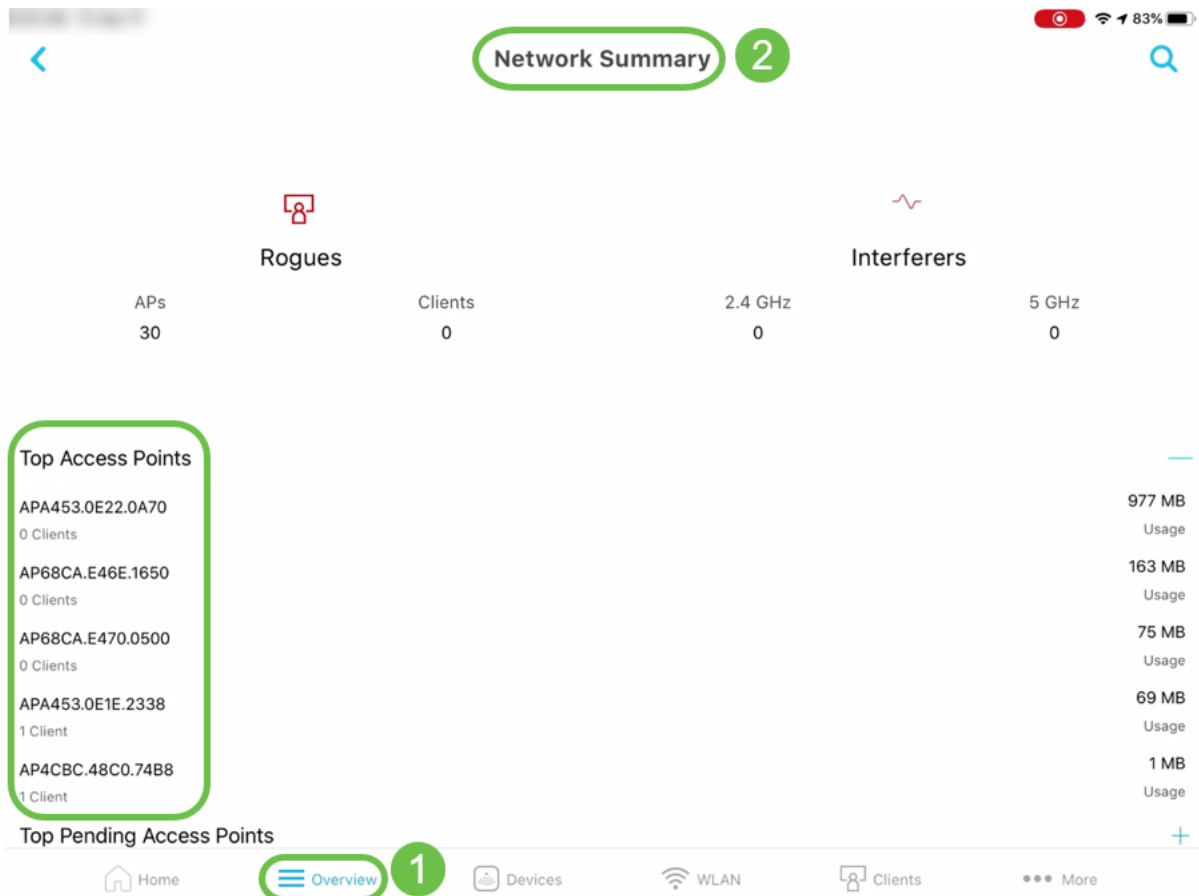 83%
Network Summary
2
Rogues
Interferers
APs
Clients
2.4 GHz
5 GHz
30
0
0
0
Top Access Points
APA453.0E22.0A70
977 MB
0 Clients
Usage
AP68CA.E46E.1650
163 MB
0 Clients
Usage
AP68CA.E470.0500
75 MB
0 Clients
Usage
APA453.0E1E.2338
69 MB
1 Client
Usage
AP4CBC.48C0.74B8
1 MB
1 Client
Usage
Top Pending Access Points
Home
Overview
1
Devices
WLAN
Clients
More